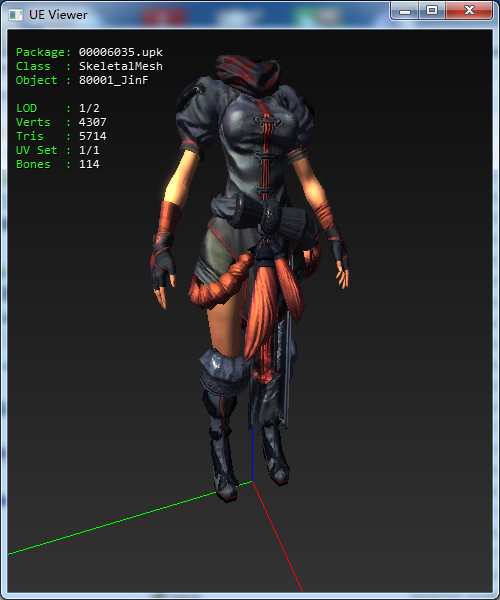 UE Viewer
Package: 00006035.upk
Class  : SkeletalMesh
Object : 80001_JinF
LOD    : 1/2
Verts  : 4307
Tris   : 5714
UV Set : 1/1
Bones  : 114